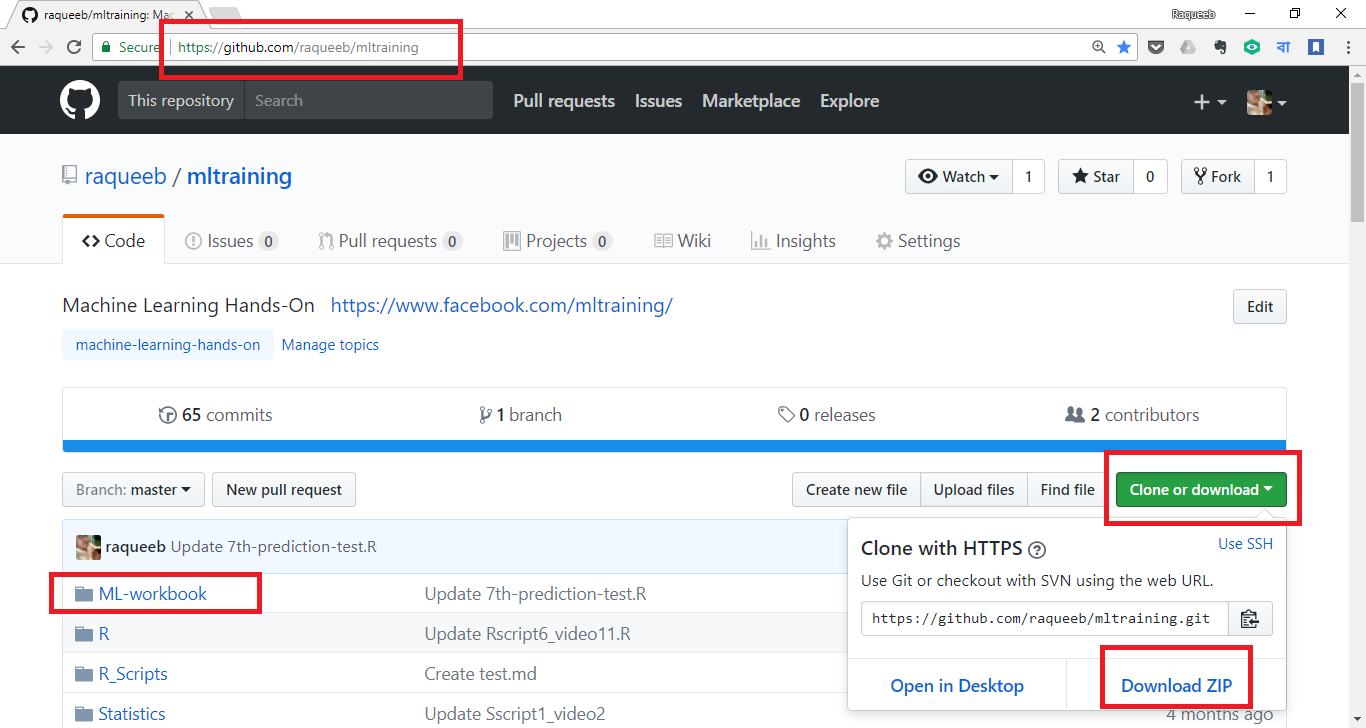 raqueeb/mltraining: Mac
Raqueeb
Secure https://github.com/raqueeb/mltraining
বা
This repository Search Pull requests Issues Marketplace Explore
raqueeb / mltraining
Watch 1 Star 0 Fork 1
Code Issues 0 Pull requests 0 Projects 0 Wiki Insights Settings
Machine Learning Hands-On https://www.facebook.com/mltraining/
Edit
machine-learning-hands-on Manage topics
65 commits 1 branch 0 releases 2 contributors
Branch: master New pull request Create new file Upload files Find file Clone or download
raqueeb Update 7th-prediction-test.R
Clone with HTTPS ? Use SSH
Use Git or checkout with SVN using the web URL.
ML-workbook Update 7th-prediction-test.R
https://github.com/raqueeb/mltraining.git
R Update Rscript6_video11.R
R_Scripts Create test.md
Open in Desktop Download ZIP
Statistics Update Sscript1_video2 4 months ago